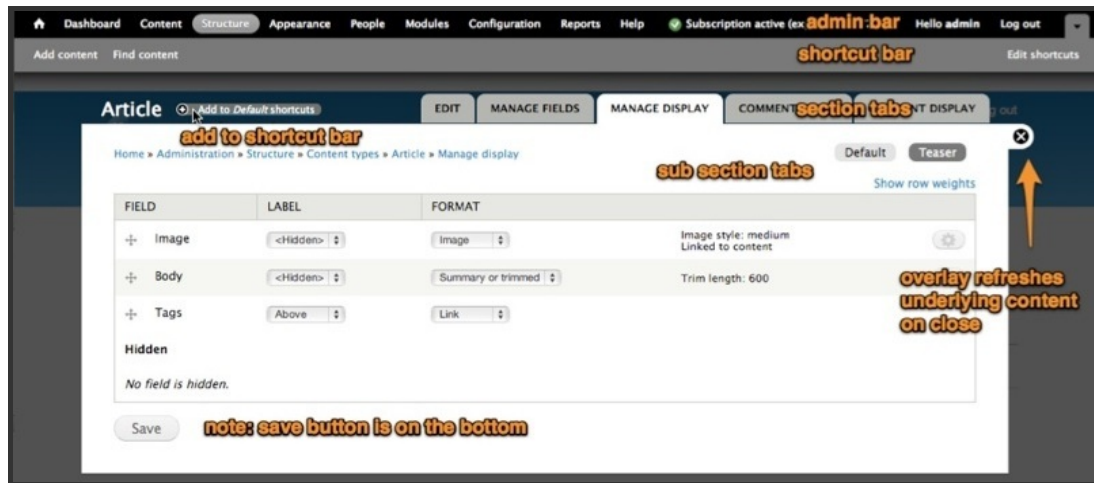 Dashboard Content Structure Appearance People Modules Configuration Reports Help Subscription active (ex admin bar Hello admin Log out
Add content Find content shortcut bar Edit shortcuts
Article Add to Default shortcuts EDIT MANAGE FIELDS MANAGE DISPLAY COMMENT section tabs NT DISPLAY out
add to shortcut bar
Home » Administration » Structure » Content types » Article » Manage display Default Teaser
sub section tabs
Show row weights
FIELD LABEL FORMAT
Image <Hidden> Image Image style: medium
Linked to content
Body <Hidden> Summary or trimmed Trim length: 600
Tags Above Link
overlay refreshes
underlying content
on close
Hidden
No field is hidden.
Save note: save button is on the bottom